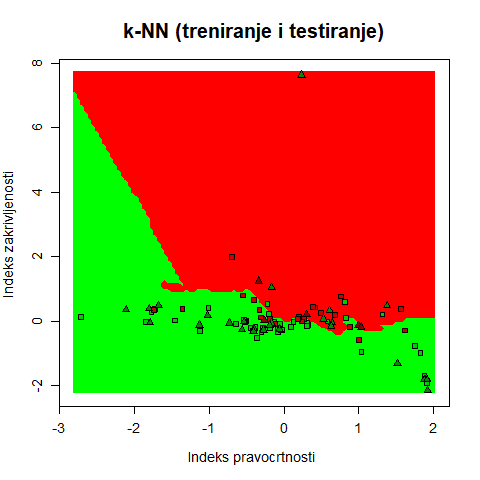 k-NN (treniranje i testiranje)
Indeks zakrivljenosti
8
6
4
2
0
-2
-3 -2 -1 0 1 2
Indeks pravocrtnosti